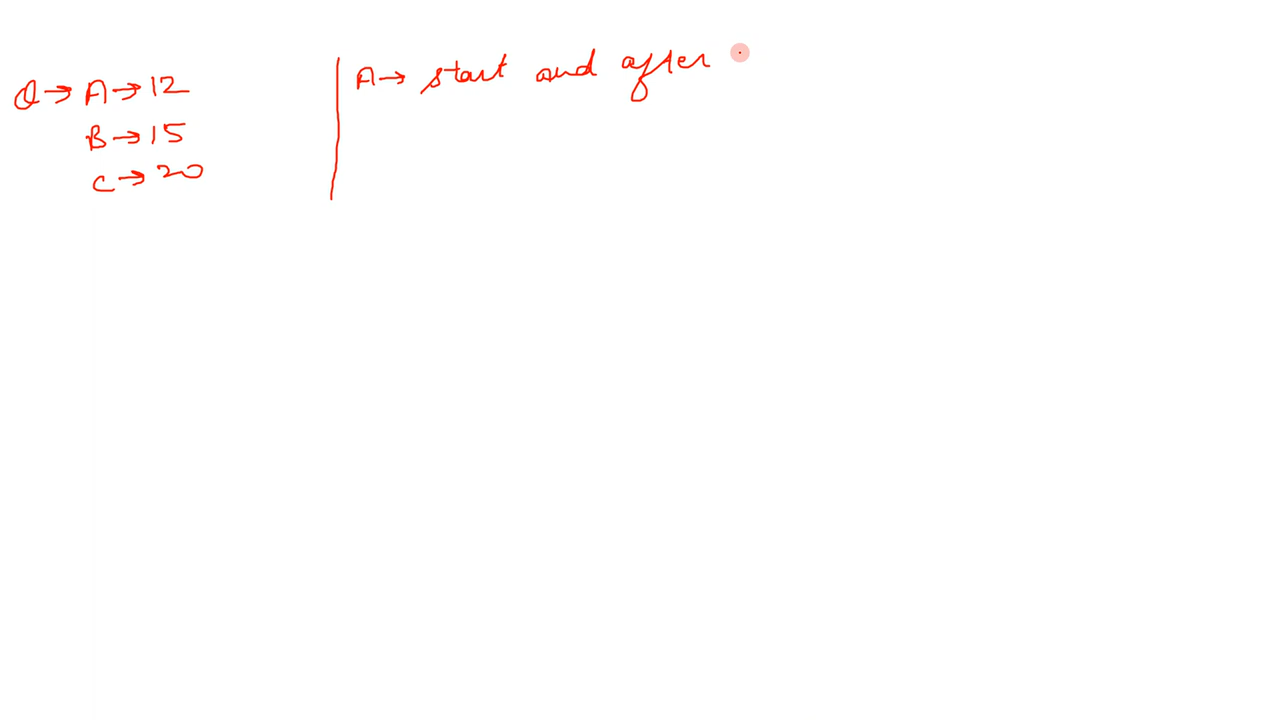 Q → A → 12
B → 15
C → 20
A → start and after